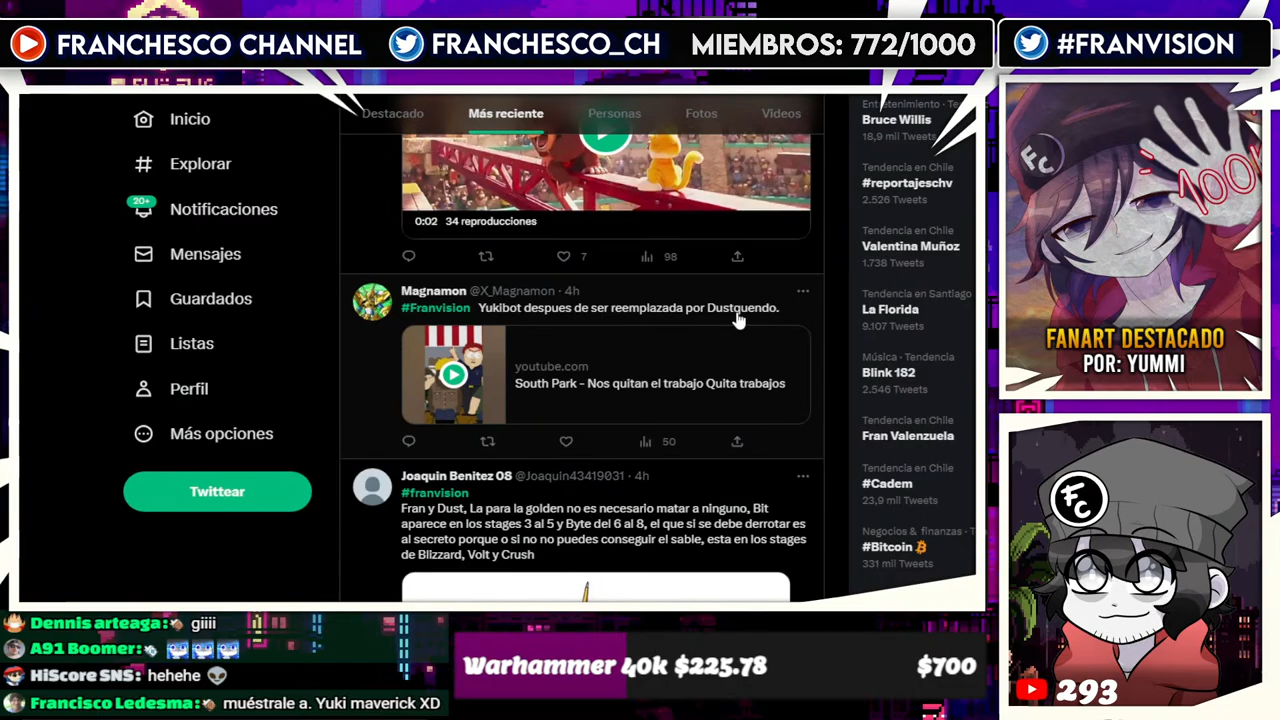 FRANCHESCO CHANNEL
FRANCHESCO_CH
MIEMBROS: 772/1000
#FRANVISION
Inicio
Explorar
20+
Notificaciones
Mensajes
Guardados
Listas
Perfil
Más opciones
Twittear
Destacado
Más reciente
Personas
Fotos
Videos
0:02 34 reproducciones
7
98
Magnamon @X_Magnamon · 4h
#Franvision Yukibot despues de ser reemplazada por Dustquendo.
youtube.com
South Park - Nos quitan el trabajo Quita trabajos
50
Joaquin Benitez 08 @Joaquin43419031 · 4h
#franvision
Fran y Dust, La para la golden no es necesario matar a ninguno, Bit
aparece en los stages 3 al 5 y Byte del 6 al 8, el que si se debe derrotar es
al secreto porque o si no no puedes conseguir el sable, esta en los stages
de Blizzard, Volt y Crush
Entretenimiento · Te
Bruce Willis
18,9 mil Tweets
Tendencia en Chile
#reportajeschv
2.526 Tweets
Tendencia en Chile
Valentina Muñoz
1.738 Tweets
Tendencia en Santiago
La Florida
9.107 Tweets
Música · Tendencia
Blink 182
2.546 Tweets
Tendencia en Chile
Fran Valenzuela
Tendencia en Chile
#Cadem
23,9 mil Tweets
Negocios & finanzas · T
#Bitcoin
331 mil Tweets
FC
100
FANART DESTACADO
POR: YUMMI
FC
293
Dennis arteaga: giiii
A91 Boomer:
HiScore SNS: hehehe
Francisco Ledesma: muéstrale a. Yuki maverick XD
Warhammer 40k $225.78
$700